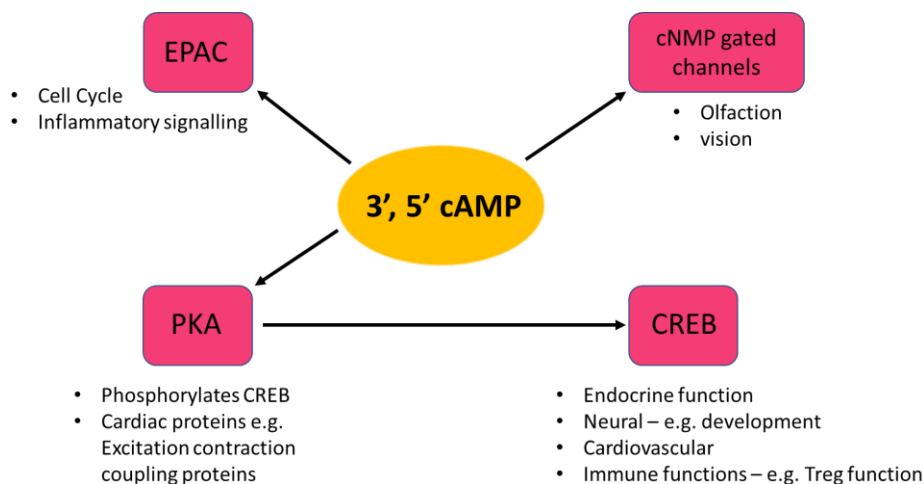 EPAC
• Cell Cycle
• Inflammatory signalling
cNMP gated
channels
• Olfaction
• vision
3’, 5’ cAMP
PKA
• Phosphorylates CREB
• Cardiac proteins e.g.
Excitation contraction
coupling proteins
CREB
• Endocrine function
• Neural – e.g. development
• Cardiovascular
• Immune functions – e.g. Treg function